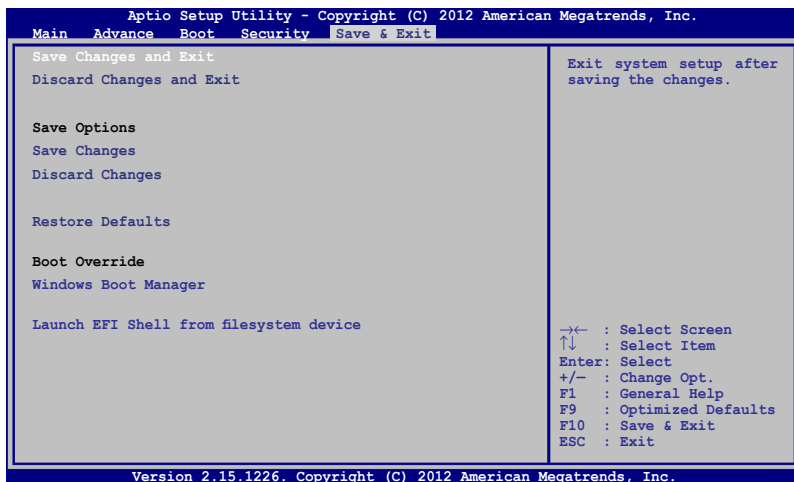 Aptio Setup Utility - Copyright (C) 2012 American Megatrends, Inc.
Main Advance Boot Security Save & Exit
Save Changes and Exit
Discard Changes and Exit
Save Options
Save Changes
Discard Changes
Restore Defaults
Boot Override
Windows Boot Manager
Launch EFI Shell from filesystem device
Exit system setup after
saving the changes.
→← : Select Screen
↑↓ : Select Item
Enter: Select
+/— : Change Opt.
F1 : General Help
F9 : Optimized Defaults
F10 : Save & Exit
ESC : Exit
Version 2.15.1226. Copyright (C) 2012 American Megatrends, Inc.